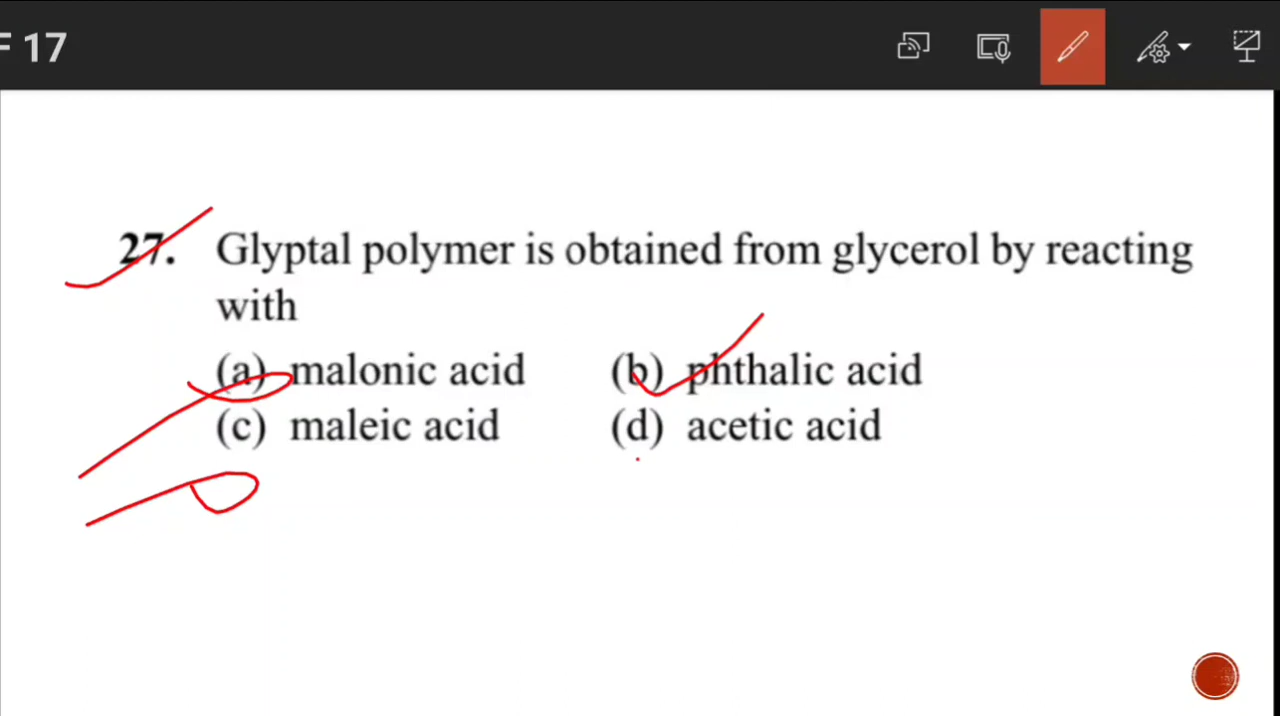 F 17
27. Glyptal polymer is obtained from glycerol by reacting
with
(a) malonic acid (b) phthalic acid
(c) maleic acid (d) acetic acid